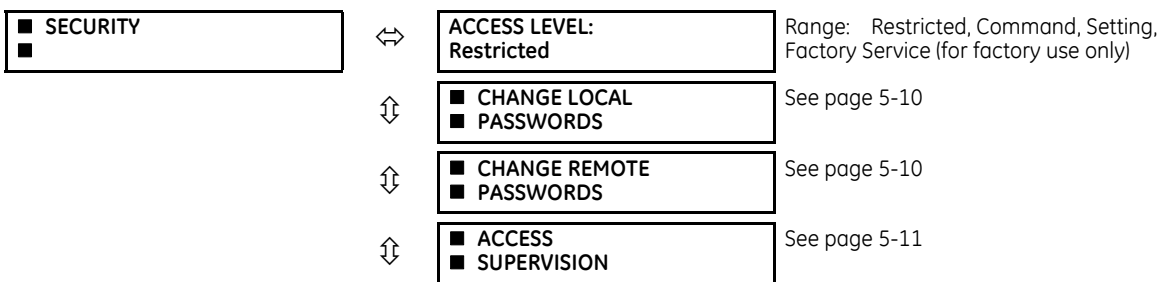 ■ SECURITY
■
ACCESS LEVEL:
Restricted
Range: Restricted, Command, Setting,
Factory Service (for factory use only)
■ CHANGE LOCAL
■ PASSWORDS
See page 5-10
■ CHANGE REMOTE
■ PASSWORDS
See page 5-10
■ ACCESS
■ SUPERVISION
See page 5-11